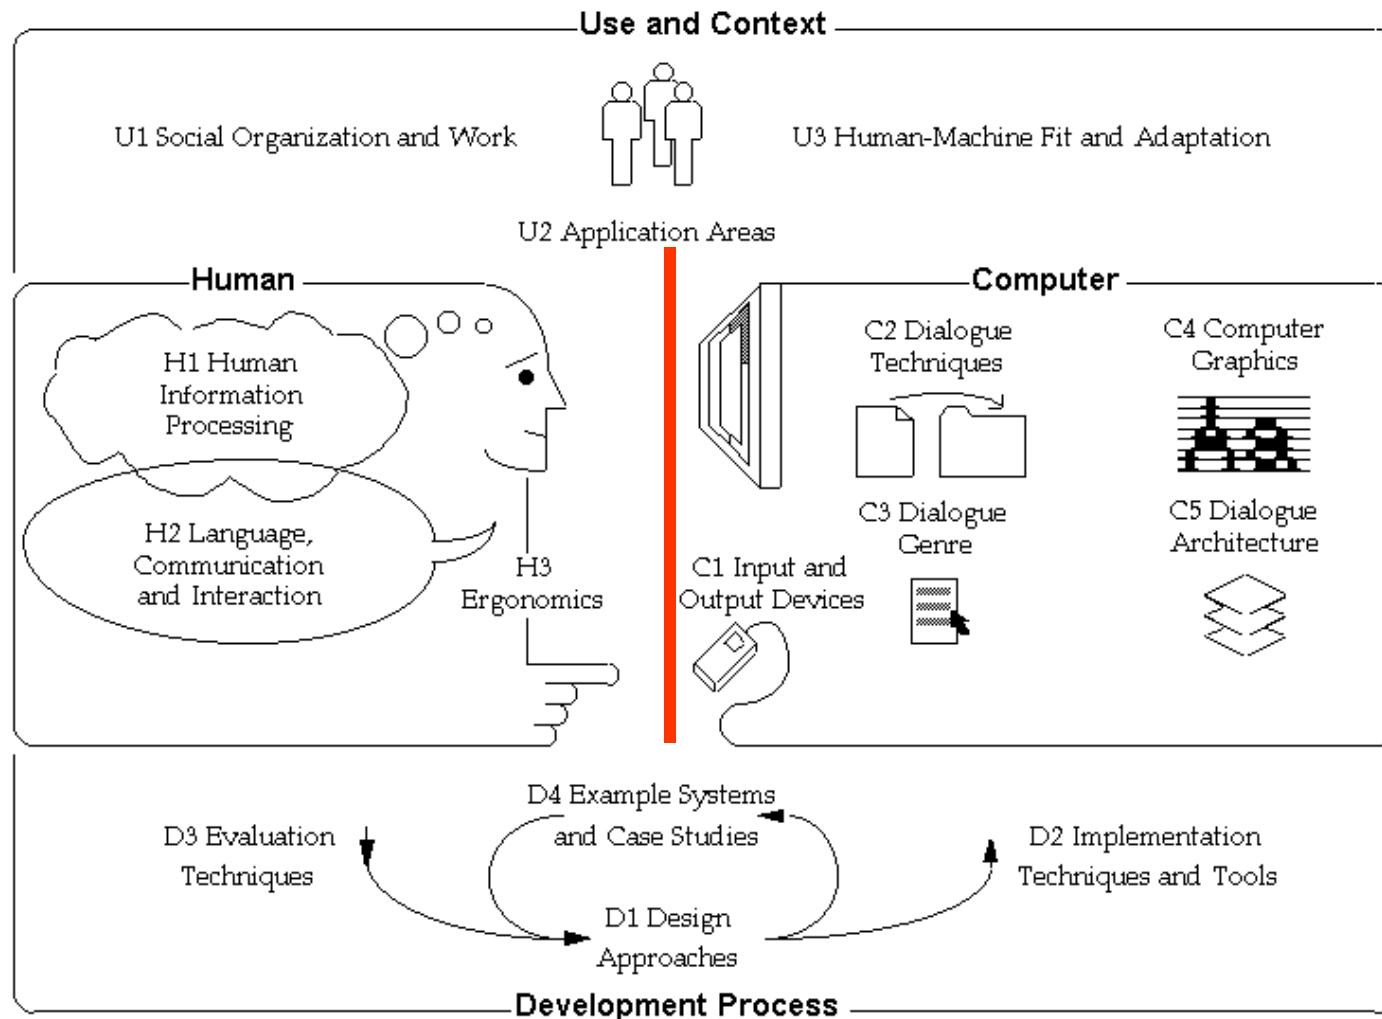 Use and Context
U1 Social Organization and Work
U3 Human-Machine Fit and Adaptation
U2 Application Areas
Human
H1 Human
Information
Processing
H2 Language,
Communication
and Interaction
H3
Ergonomics
Computer
C2 Dialogue
Techniques
C4 Computer
Graphics
C3 Dialogue
Genre
C5 Dialogue
Architecture
C1 Input and
Output Devices
D4 Example Systems
and Case Studies
D3 Evaluation
Techniques
D2 Implementation
Techniques and Tools
D1 Design
Approaches
Development Process